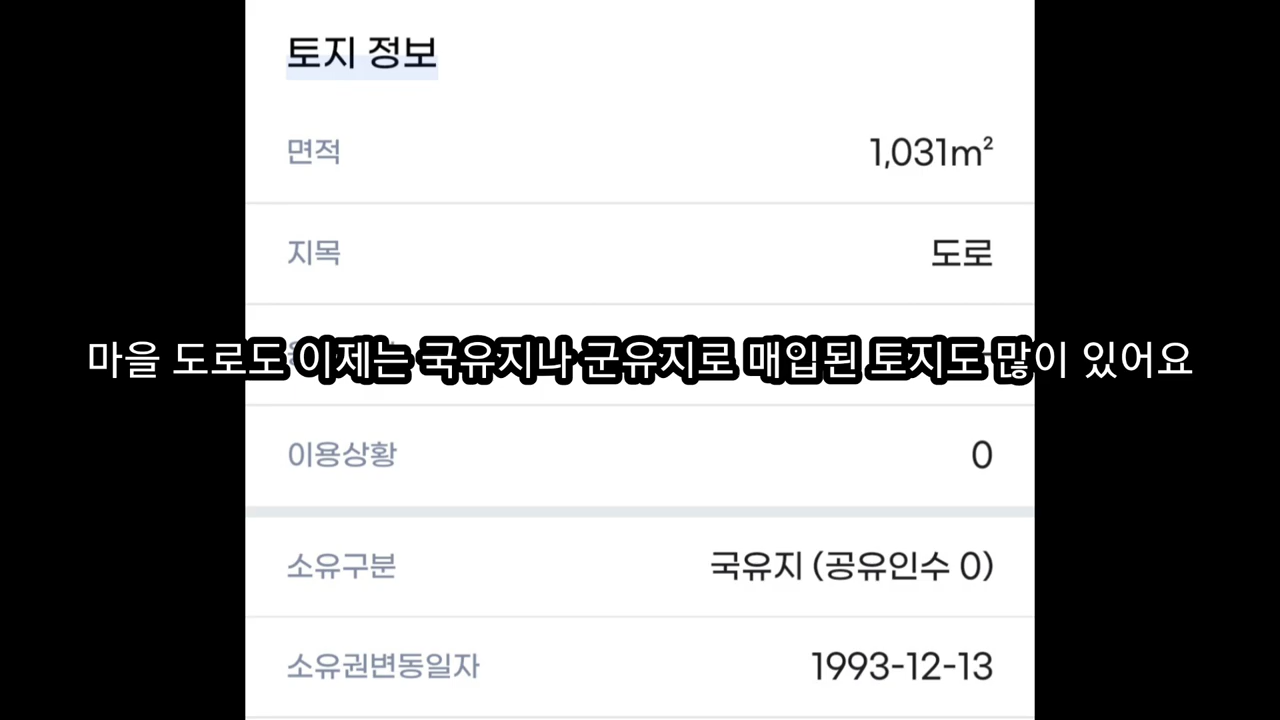 토지 정보
면적 1,031m²
지목 도로
마을 도로도 이제는 국유지나 군유지로 매입된 토지도 많이 있어요
이용상황 0
소유구분 국유지 (공유인수 0)
소유권변동일자 1993-12-13